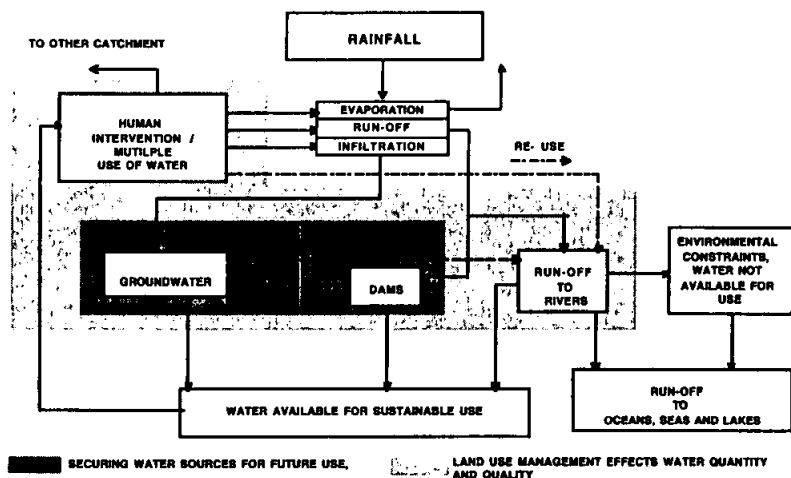 RAINFALL
TO OTHER CATCHMENT
HUMAN
INTERVENTION /
MUTILPLE
USE OF WATER
EVAPORATION
RUN-OFF
INFILTRATION
RE- USE
GROUNDWATER
DAMS
RUN-OFF
TO
RIVERS
ENVIRONMENTAL
CONSTRAINTS,
WATER NOT
AVAILABLE FOR
USE
WATER AVAILABLE FOR SUSTAINABLE USE
RUN-OFF
TO
OCEANS, SEAS AND LAKES
SECURING WATER SOURCES FOR FUTURE USE,
LAND USE MANAGEMENT EFFECTS WATER QUANTITY
AND QUALITY